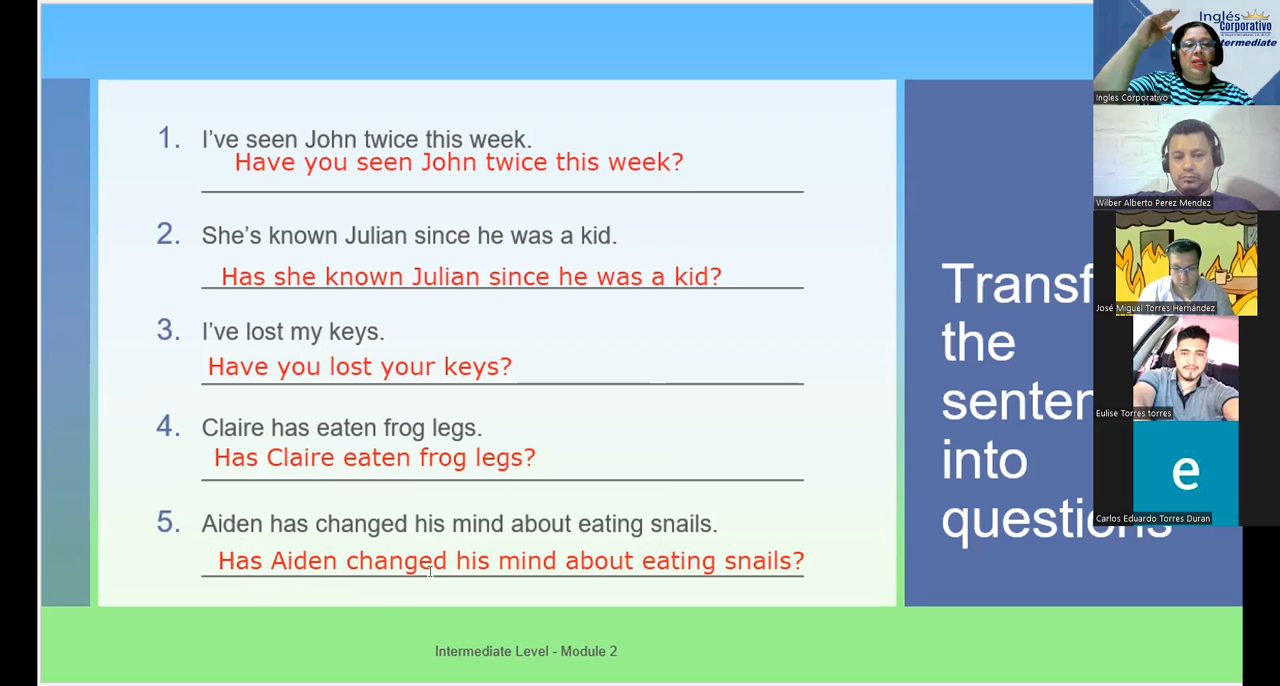 1. I've seen John twice this week.
Have you seen John twice this week?
2. She's known Julian since he was a kid.
Has she known Julian since he was a kid?
3. I've lost my keys.
Have you lost your keys?
4. Claire has eaten frog legs.
Has Claire eaten frog legs?
5. Aiden has changed his mind about eating snails.
Has Aiden changed his mind about eating snails?
Intermediate Level - Module 2
the
into
Inglés
Corporativo
Ingles Corporativo
Wilber Alberto Perez Mendez
José Miguel Torres Hernández
Eulise Torres torres
e
Carlos Eduardo Torres Duran